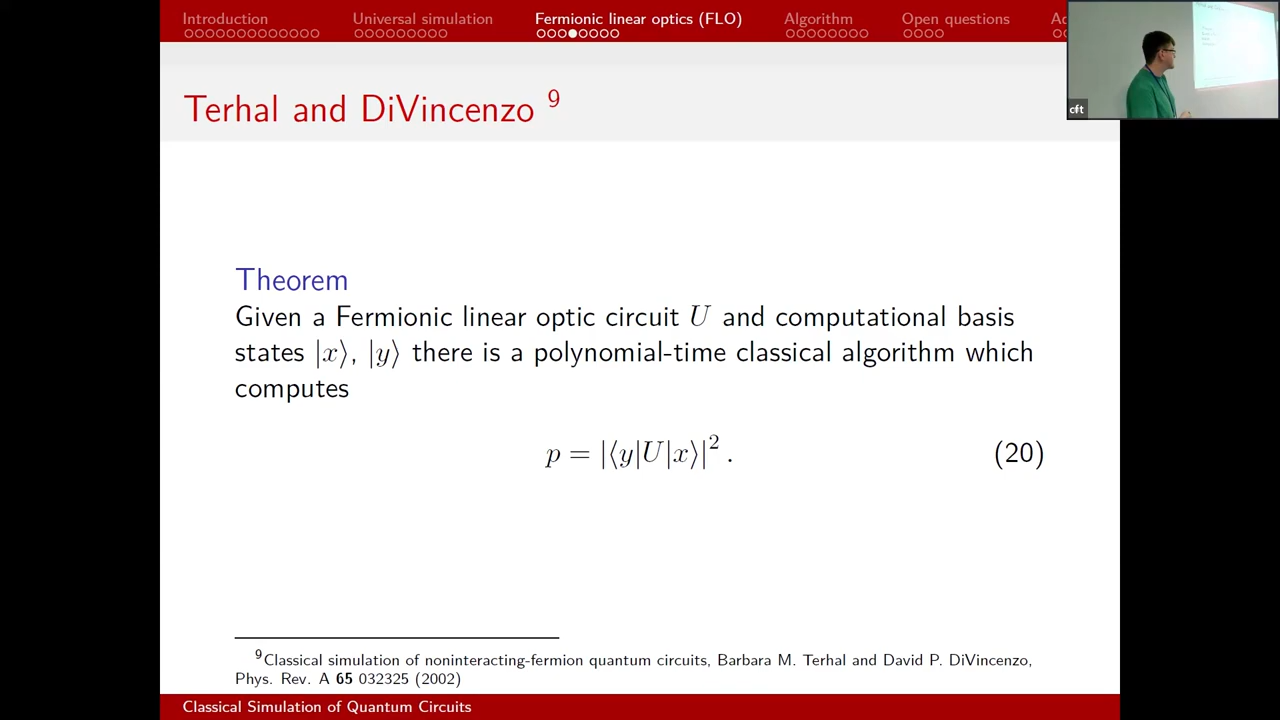 Introduction Universal simulation Fermionic linear optics (FLO) Algorithm Open questions
cft
Terhal and DiVincenzo 9
Theorem
Given a Fermionic linear optic circuit U and computational basis
states |x⟩, |y⟩ there is a polynomial-time classical algorithm which
computes
p = |⟨y|U|x⟩|². (20)
9Classical simulation of noninteracting-fermion quantum circuits, Barbara M. Terhal and David P. DiVincenzo,
Phys. Rev. A 65 032325 (2002)
Classical Simulation of Quantum Circuits